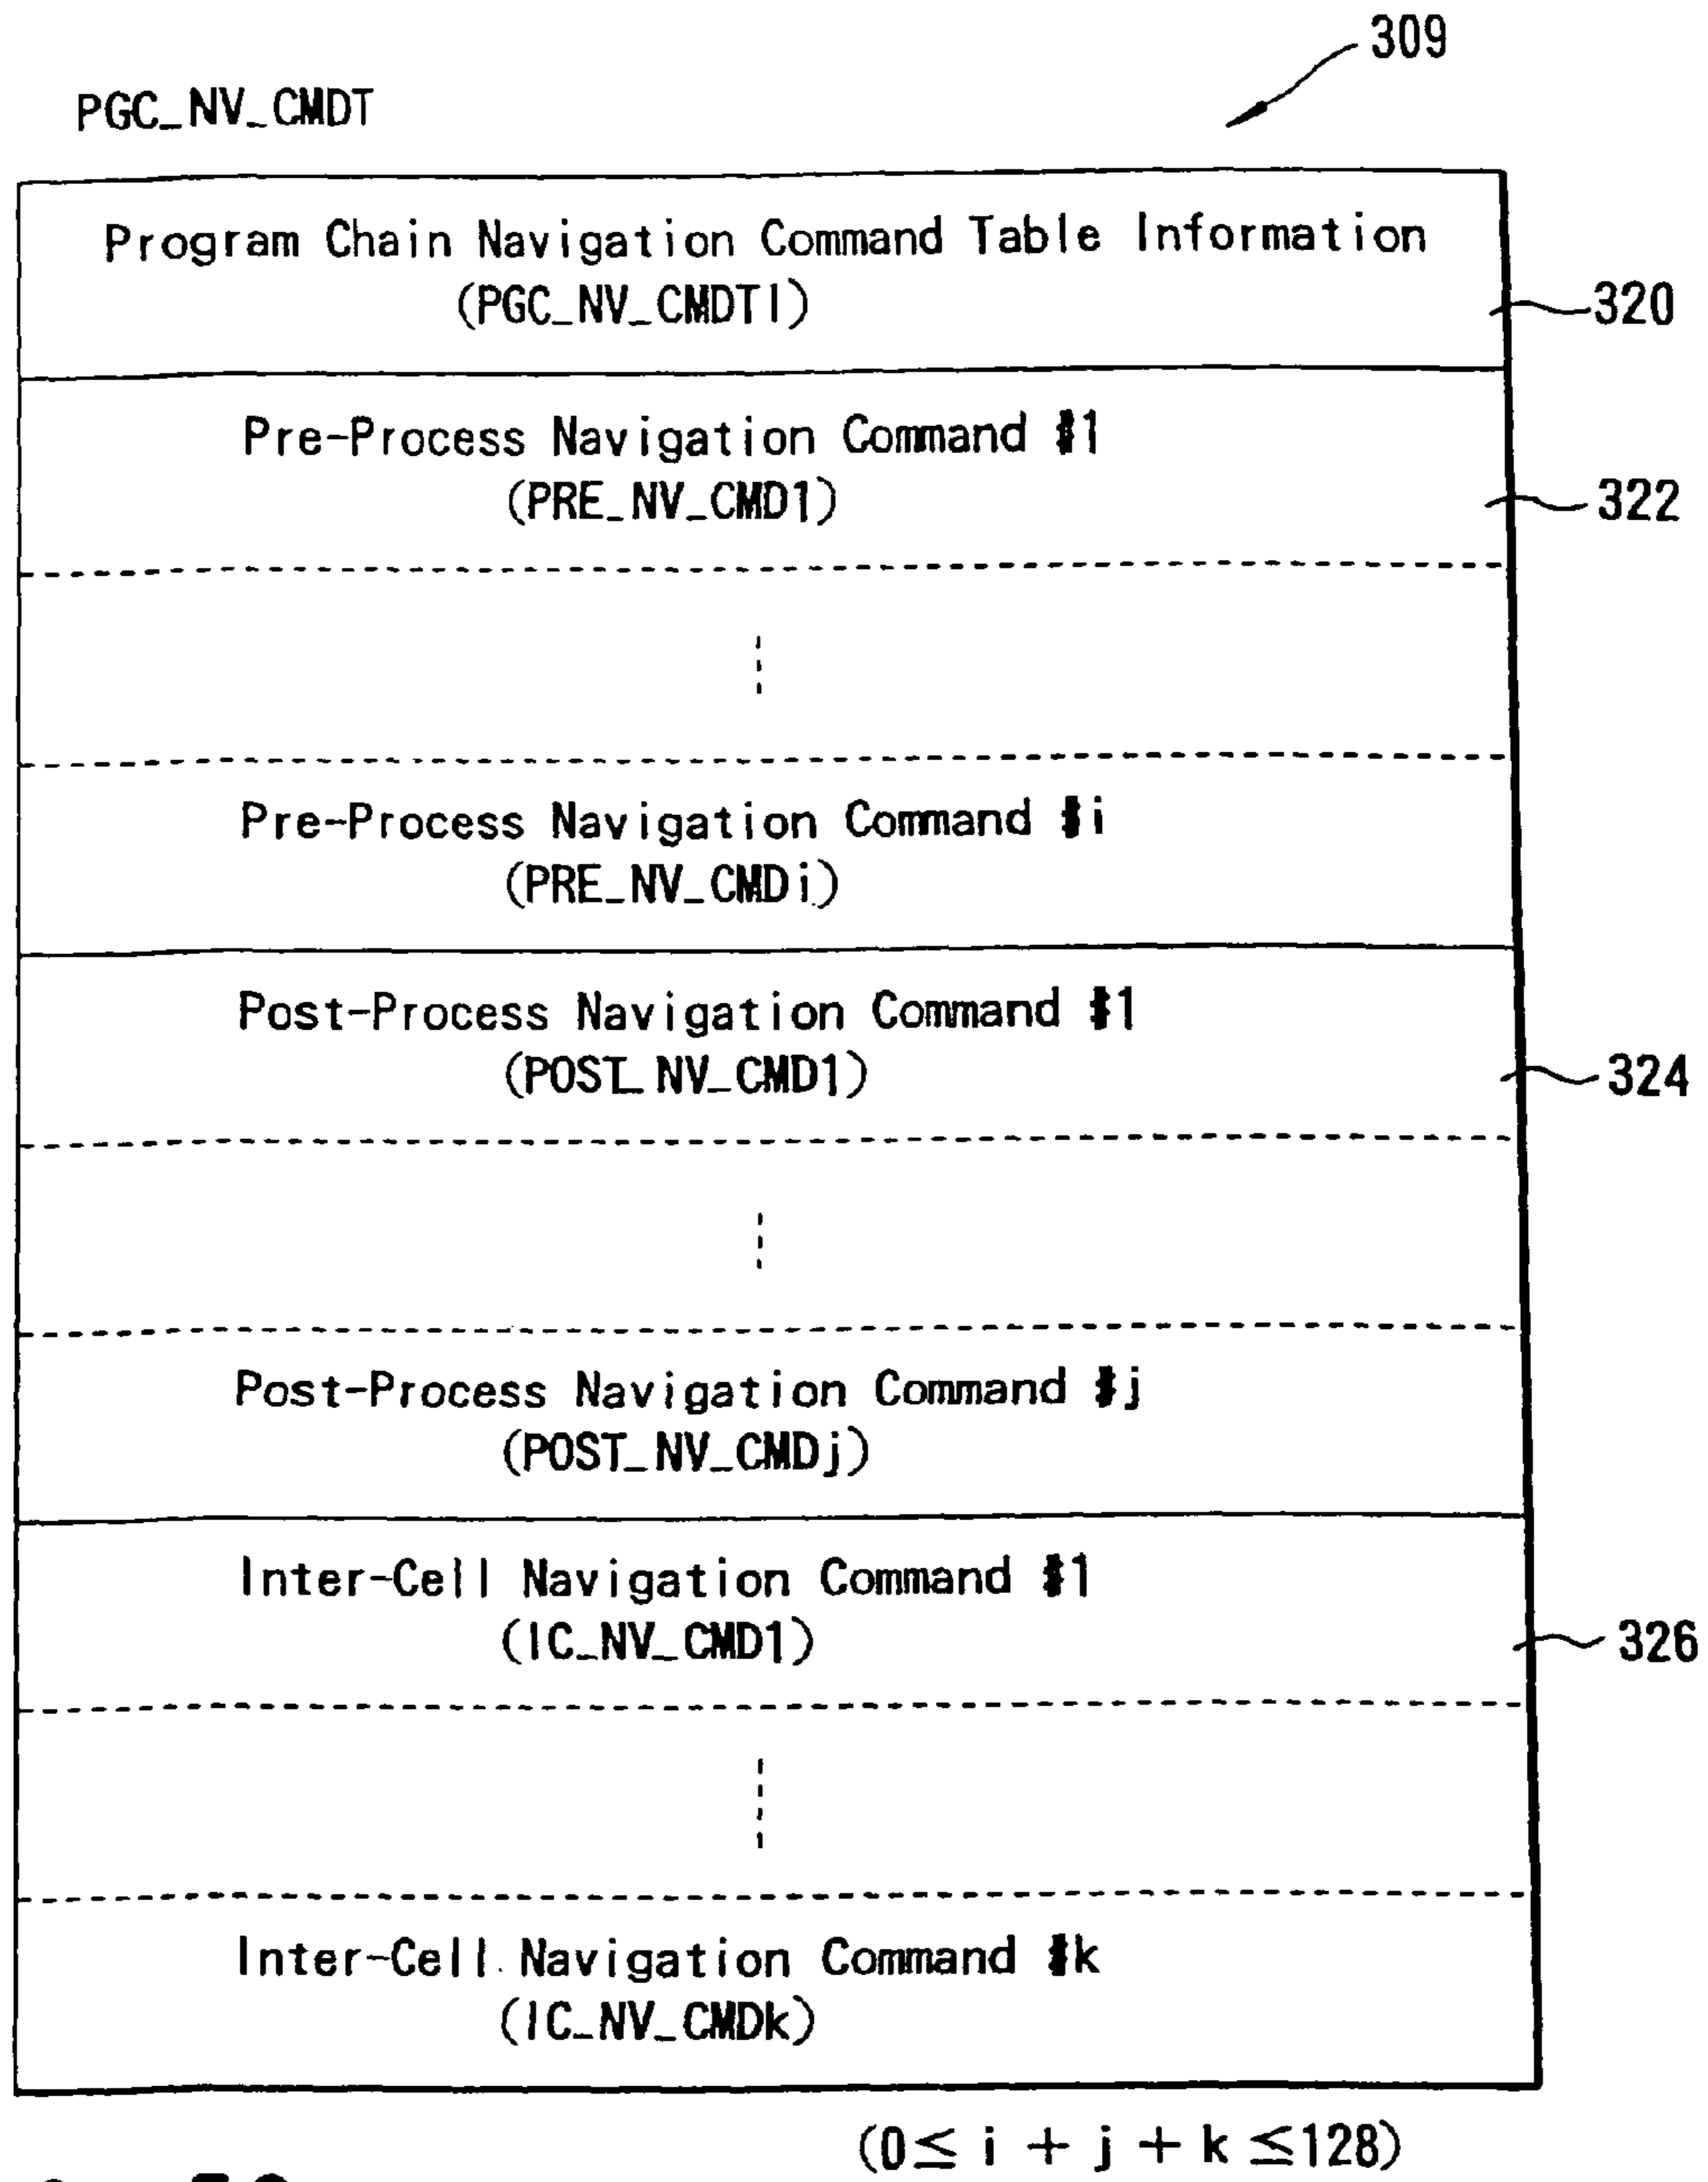 309
PGC_NV_CMDT
Program Chain Navigation Command Table Information
(PGC_NV_CMDTI)
320
Pre-Process Navigation Command #1
(PRE_NV_CMD1)
322
Pre-Process Navigation Command #i
(PRE_NV_CMDi)
Post-Process Navigation Command #1
(POST_NV_CMD1)
324
Post-Process Navigation Command #j
(POST_NV_CMDj)
Inter-Cell Navigation Command #1
(IC_NV_CMD1)
326
Inter-Cell Navigation Command #k
(IC_NV_CMDk)
(0≦ i + j + k ≦128)